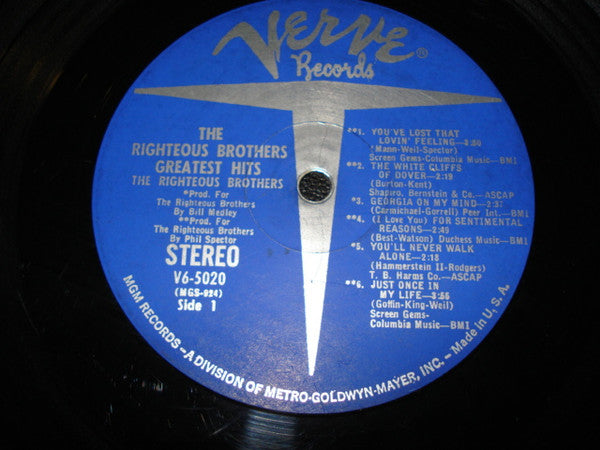 Verve®
Records
THE
RIGHTEOUS BROTHERS
GREATEST HITS
THE RIGHTEOUS BROTHERS
*Prod. For
The Righteous Brothers
By Bill Medley
**Prod. For
The Righteous Brothers
By Phil Spector
STEREO
V6-5020
(MGS-924)
Side 1
**1. YOU'VE LOST THAT
LOVIN' FEELING—3:50
(Mann-Weil-Spector)
Screen Gems-Columbia Music—BMI
**2. THE WHITE CLIFFS
OF DOVER—2:19
(Burton-Kent)
Shapiro, Bernstein & Co.—ASCAP
*3. GEORGIA ON MY MIND—2:37
(Carmichael-Gorrell) Peer Int.—BMI
**4. (I Love You) FOR SENTIMENTAL
REASONS—2:49
(Best-Watson) Duchess Music—BMI
*5. YOU'LL NEVER WALK
ALONE—2:18
(Hammerstein II-Rodgers)
T. B. Harms Co.—ASCAP
**6. JUST ONCE IN
MY LIFE—3:56
(Goffin-King-Weil)
Screen Gems-
Columbia Music—BMI
MGM RECORDS—A DIVISION OF METRO-GOLDWYN-MAYER, INC.—Made in U. S. A.